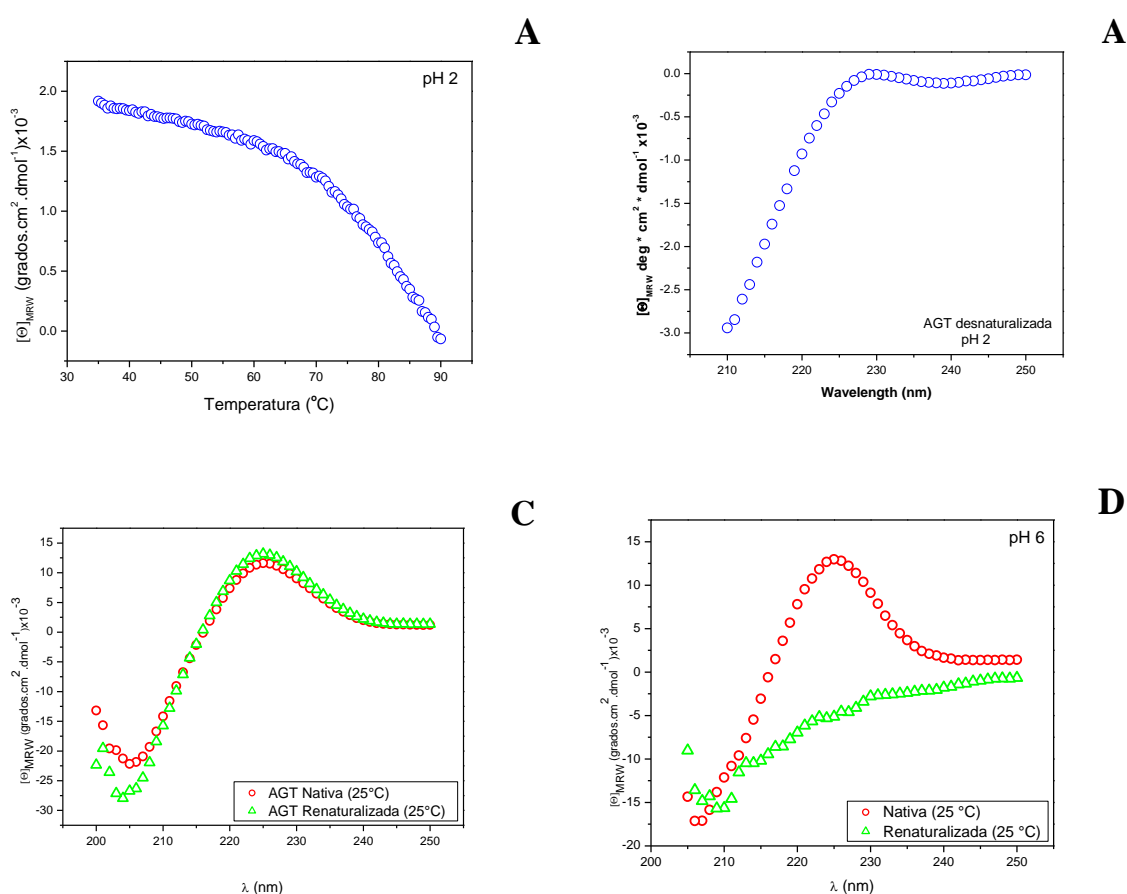 A
pH 2
[Θ]MRW (grados.cm².dmol⁻¹)x10⁻³
2.0
1.5
1.0
0.5
0.0
30 40 50 60 70 80 90
Temperatura (°C)
A
[Θ]MRW deg * cm² * dmol⁻¹ x10⁻³
0.0
-0.5
-1.0
-1.5
-2.0
-2.5
-3.0
AGT desnaturalizada
pH 2
210 220 230 240 250
Wavelength (nm)
C
[Θ]MRW (grados.cm².dmol⁻¹)x10⁻³
15
10
5
0
-5
-10
-15
-20
-25
-30
AGT Nativa (25°C)
AGT Renaturalizada (25°C)
200 210 220 230 240 250
λ (nm)
D
pH 6
[Θ]MRW (grados.cm².dmol⁻¹)x10⁻³
15
10
5
0
-5
-10
-15
-20
Nativa (25 °C)
Renaturalizada (25 °C)
200 210 220 230 240 250
λ (nm)